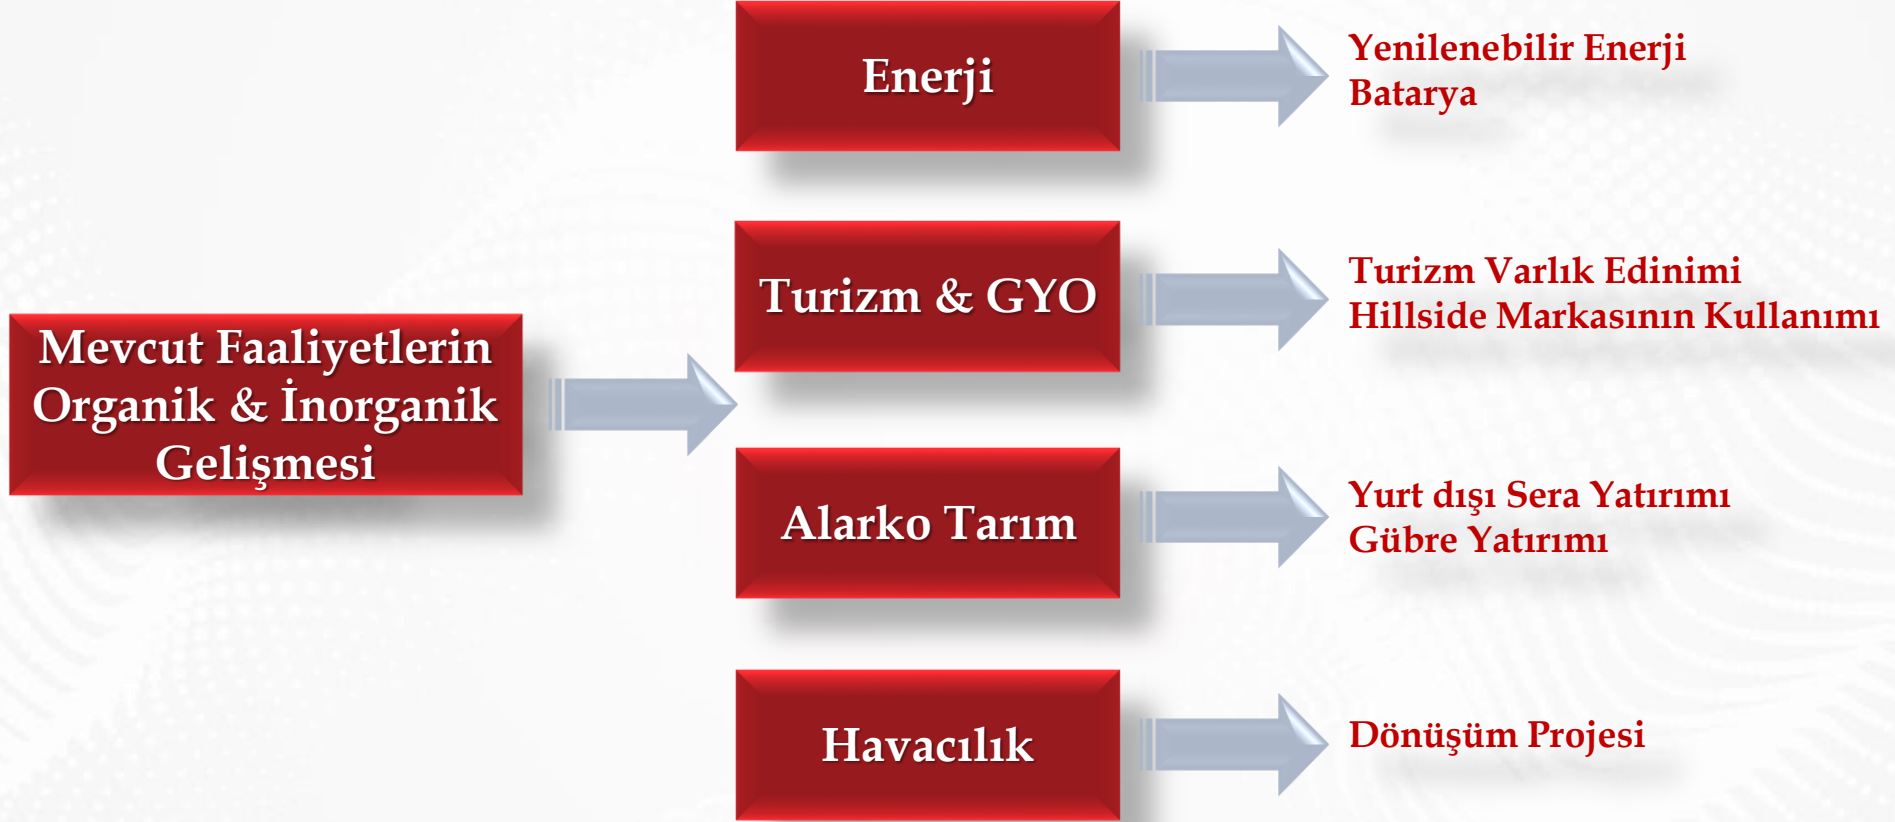 Enerji
Yenilenebilir Enerji
Batarya
Turizm & GYO
Turizm Varlık Edinimi
Hillside Markasının Kullanımı
Mevcut Faaliyetlerin
Organik & İnorganik
Gelişmesi
Alarko Tarım
Yurt dışı Sera Yatırımı
Gübre Yatırımı
Havacılık
Dönüşüm Projesi